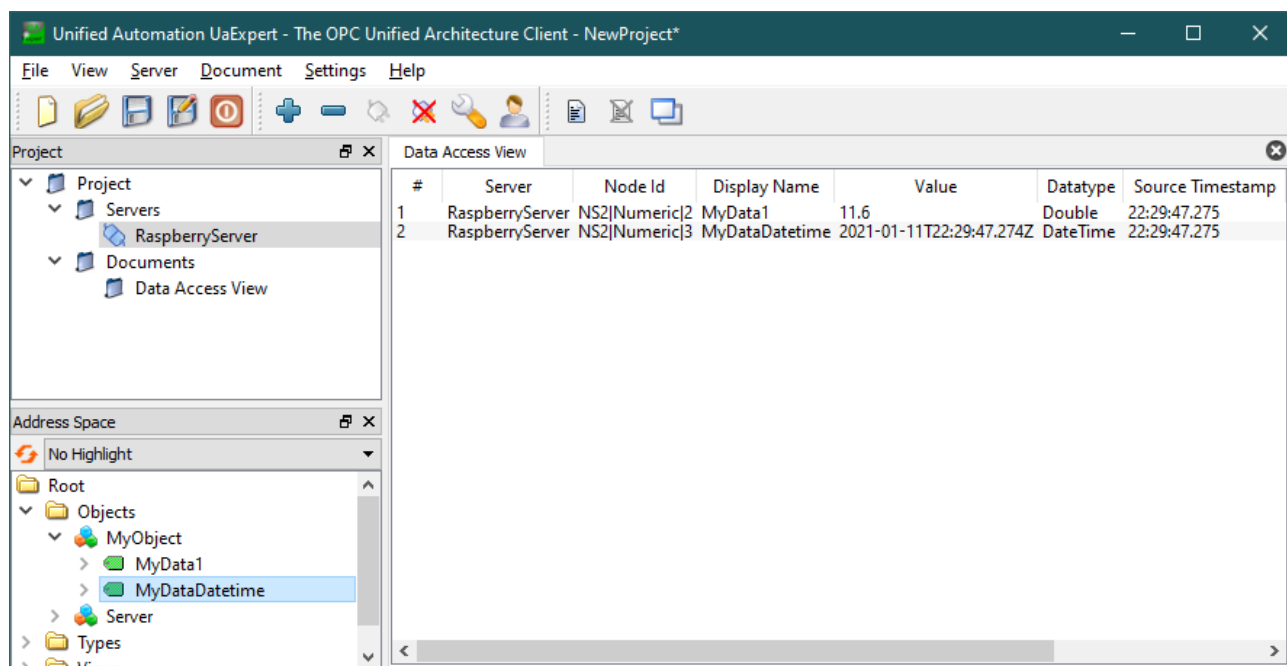 Unified Automation UaExpert - The OPC Unified Architecture Client - NewProject*
File View Server Document Settings Help
Project
Project
Servers
RaspberryServer
Documents
Data Access View
Address Space
No Highlight
Root
Objects
MyObject
MyData1
MyDataDatetime
Server
Types
Data Access View
# Server Node Id Display Name Value Datatype Source Timestamp
1 RaspberryServer NS2|Numeric|2 MyData1 11.6 Double 22:29:47.275
2 RaspberryServer NS2|Numeric|3 MyDataDatetime 2021-01-11T22:29:47.274Z DateTime 22:29:47.275